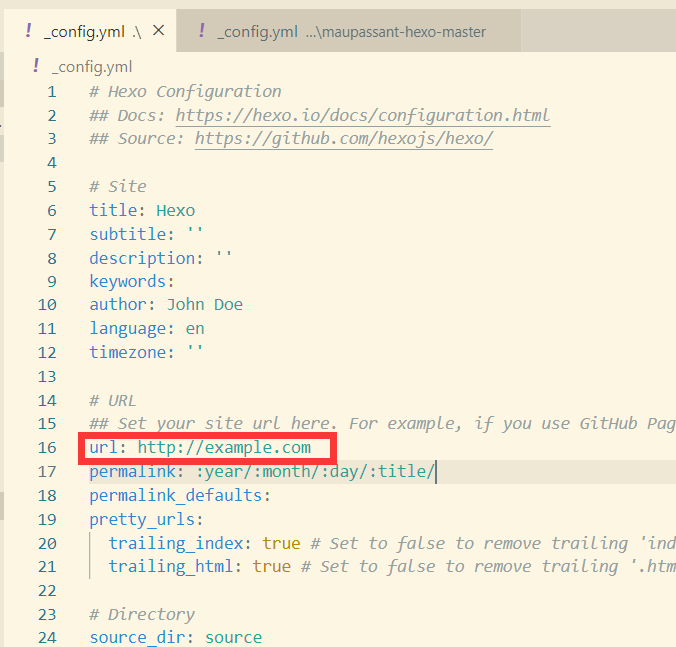 ! _config.yml .\ × ! _config.yml ...\maupassant-hexo-master
! _config.yml
1 # Hexo Configuration
2 ## Docs: https://hexo.io/docs/configuration.html
3 ## Source: https://github.com/hexojs/hexo/
4
5 # Site
6 title: Hexo
7 subtitle: ''
8 description: ''
9 keywords:
10 author: John Doe
11 language: en
12 timezone: ''
13
14 # URL
15 ## Set your site url here. For example, if you use GitHub Pag
16 url: http://example.com
17 permalink: :year/:month/:day/:title/
18 permalink_defaults:
19 pretty_urls:
20 trailing_index: true # Set to false to remove trailing 'ind
21 trailing_html: true # Set to false to remove trailing '.htm
22
23 # Directory
24 source_dir: source